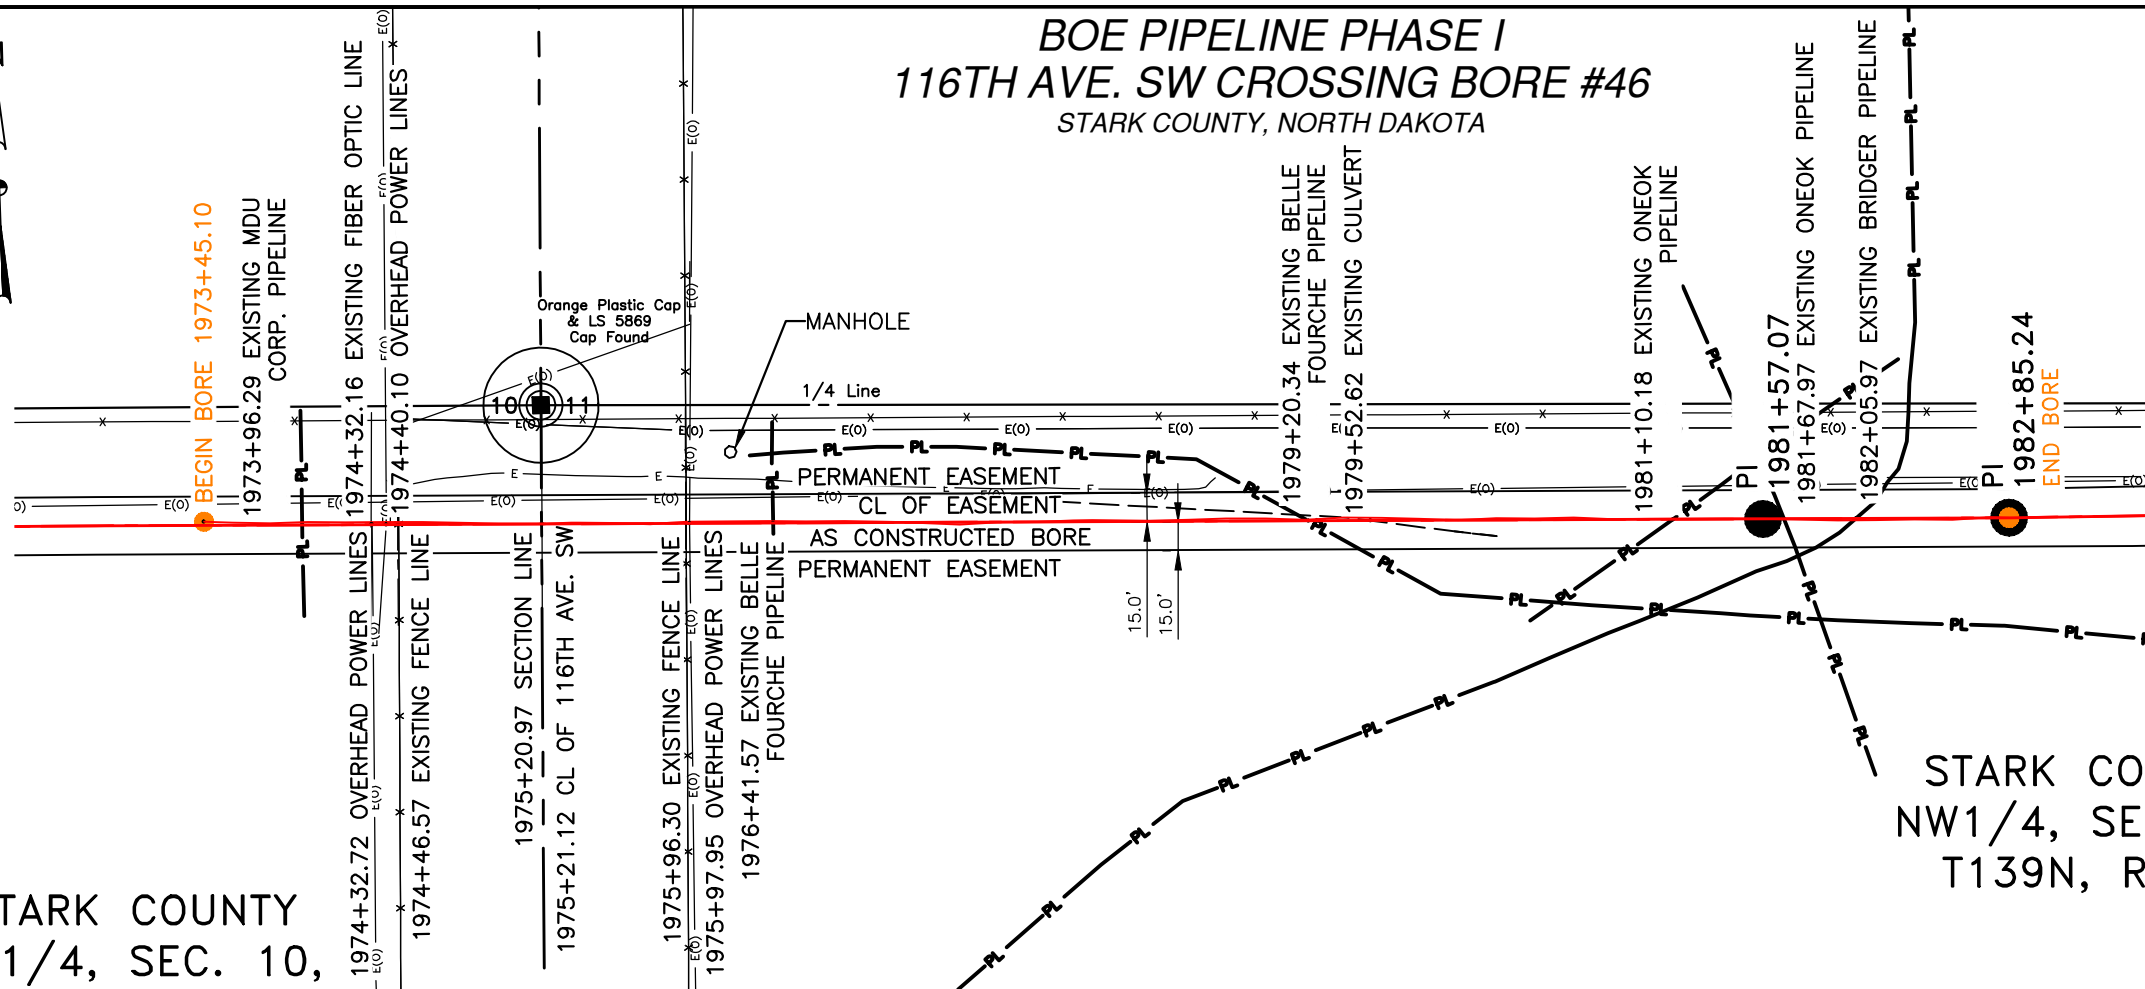 BOE PIPELINE PHASE I
116TH AVE. SW CROSSING BORE #46
STARK COUNTY, NORTH DAKOTA
BEGIN BORE 1973+45.10
1973+96.29 EXISTING MDU
CORP. PIPELINE
1974+32.16 EXISTING FIBER OPTIC LINE
1974+40.10 OVERHEAD POWER LINES
Orange Plastic Cap
& LS 5869
Cap Found
10 11
MANHOLE
1/4 Line
1979+20.34 EXISTING BELLE
FOURCHE PIPELINE
1979+52.62 EXISTING CULVERT
1981+10.18 EXISTING ONEOK
PIPELINE
PI
1981+57.07
1981+67.97 EXISTING ONEOK PIPELINE
1982+05.97 EXISTING BRIDGER PIPELINE
PI
1982+85.24
END BORE
PERMANENT EASEMENT
CL OF EASEMENT
AS CONSTRUCTED BORE
PERMANENT EASEMENT
15.0'
15.0'
1974+32.72 OVERHEAD POWER LINES
1974+46.57 EXISTING FENCE LINE
1975+20.97 SECTION LINE
1975+21.12 CL OF 116TH AVE. SW
1975+96.30 EXISTING FENCE LINE
1975+97.95 OVERHEAD POWER LINES
1976+41.57 EXISTING BELLE
FOURCHE PIPELINE
TARK COUNTY
1/4, SEC. 10,
STARK CO
NW1/4, SE
T139N, R
E(O) E(O) E(O) E(O) E(O) E(O) E(O)
E E
PL PL PL PL PL PL PL PL